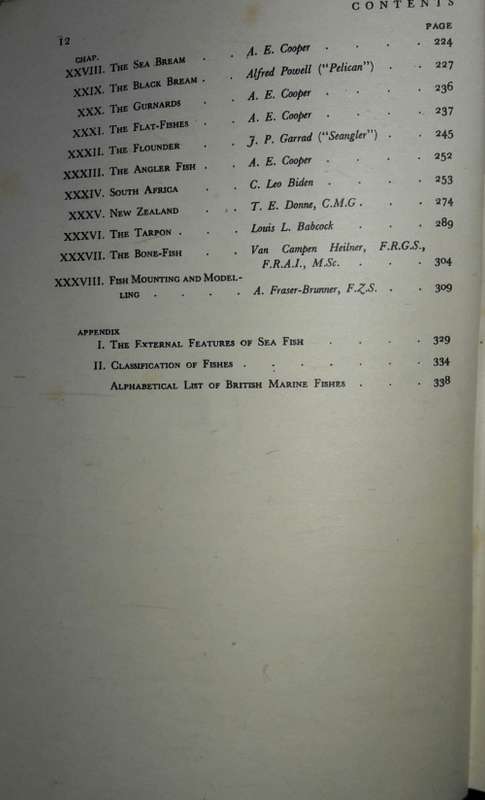 CONTENTS
12
PAGE
CHAP.
XXVIII. THE SEA BREAM . . A. E. Cooper . . . . 224
XXIX. THE BLACK BREAM . . Alfred Powell ("Pelican") . . 227
XXX. THE GURNARDS . . A. E. Cooper . . . . 236
XXXI. THE FLAT-FISHES . . A. E. Cooper . . . . 237
XXXII. THE FLOUNDER . . J. P. Garrad ("Seangler") . . 245
XXXIII. THE ANGLER FISH . . A. E. Cooper . . . . 252
XXXIV. SOUTH AFRICA . . C. Leo Biden . . . . 253
XXXV. NEW ZEALAND . . T. E. Donne, C.M.G . . . 274
XXXVI. THE TARPON . . . Louis L. Babcock . . . 289
XXXVII. THE BONE-FISH . . Van Campen Heilner, F.R.G.S.,
F.R.A.I., M.Sc. . . . 304
XXXVIII. FISH MOUNTING AND MODEL-
LING . . . . A. Fraser-Brunner, F.Z.S. . . 309
APPENDIX
I. THE EXTERNAL FEATURES OF SEA FISH . . . . 329
II. CLASSIFICATION OF FISHES . . . . . . . 334
ALPHABETICAL LIST OF BRITISH MARINE FISHES . . . 338